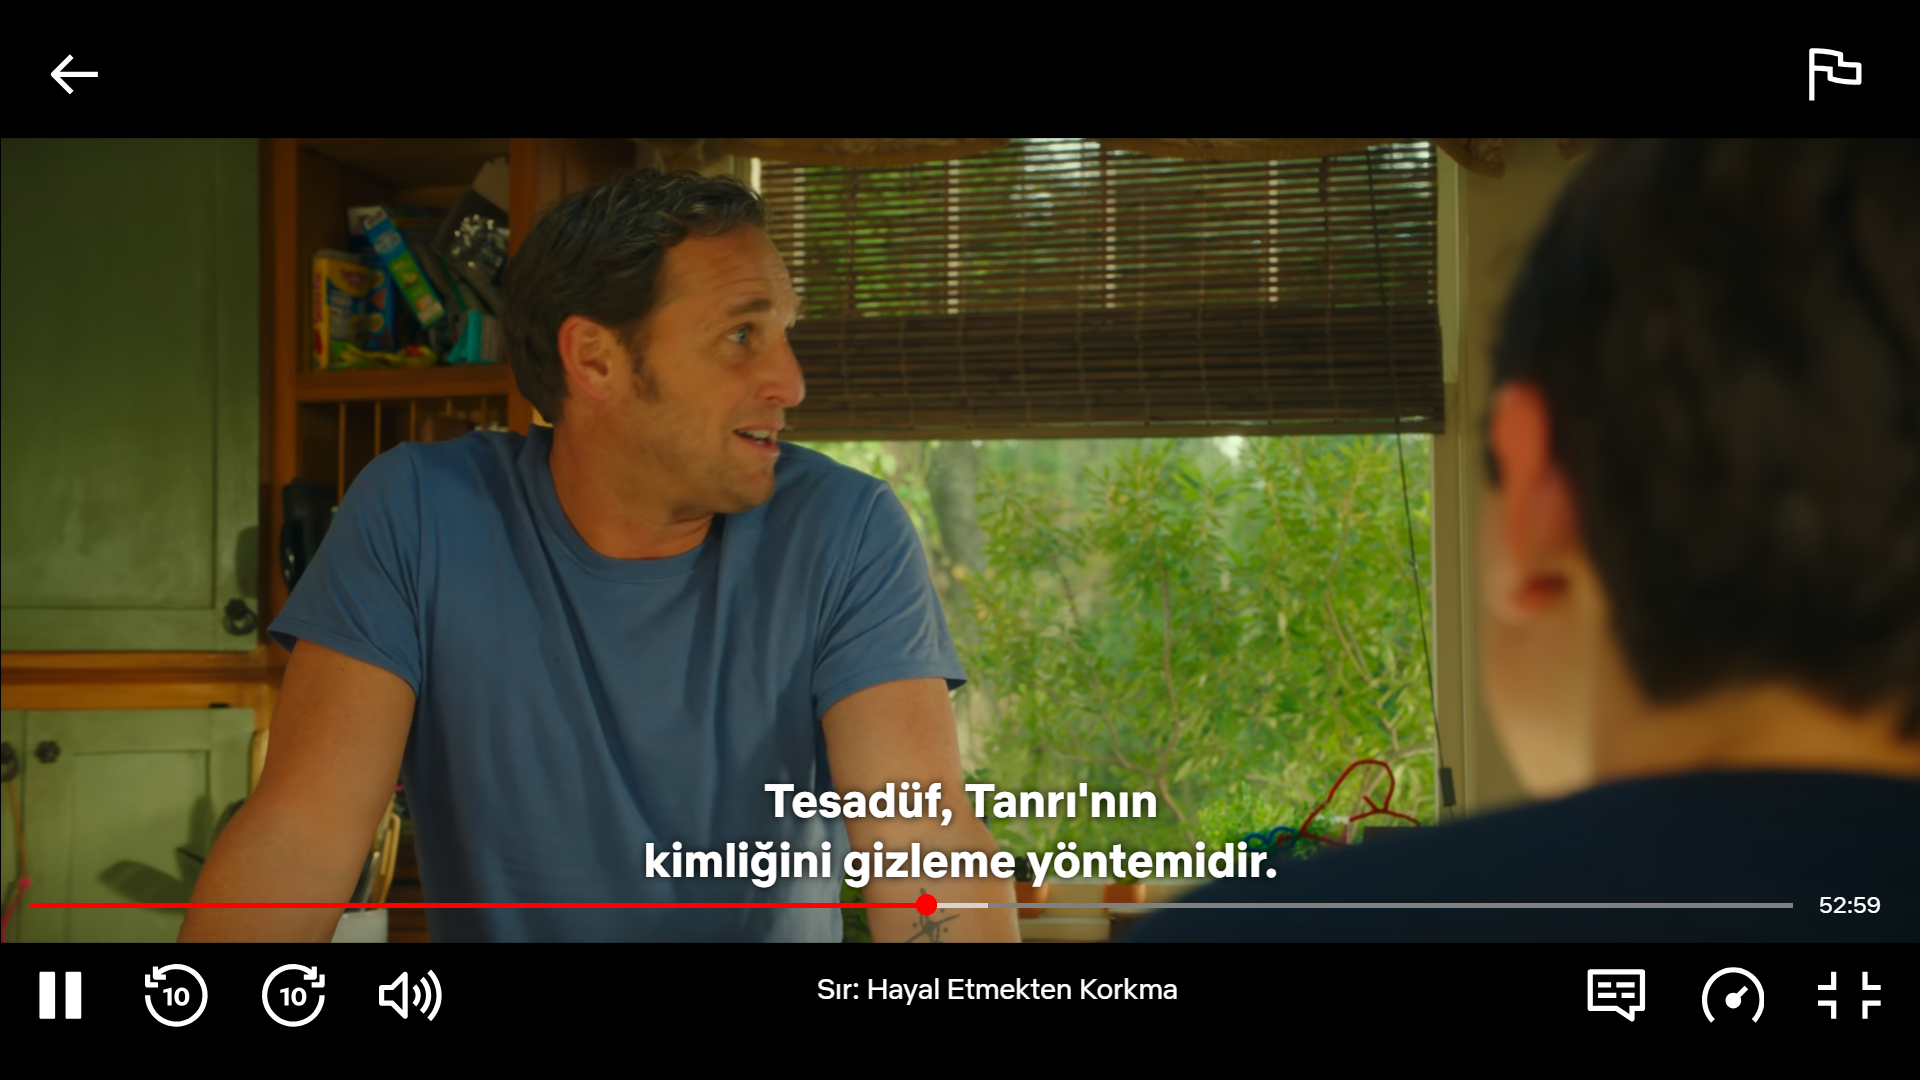 Tesadüf, Tanrı'nın
kimliğini gizleme yöntemidir.
52:59
10
10
Sır: Hayal Etmekten Korkma